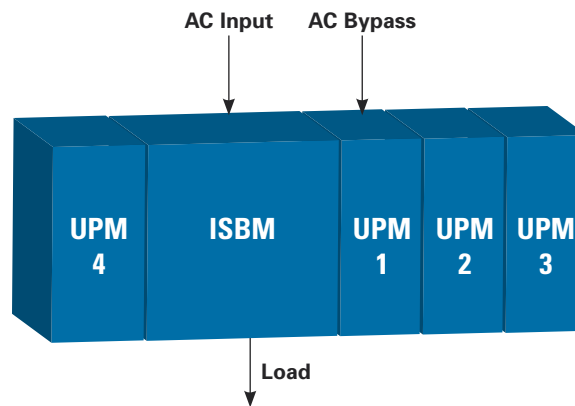 AC Input
AC Bypass
UPM
4
ISBM
UPM
1
UPM
2
UPM
3
Load